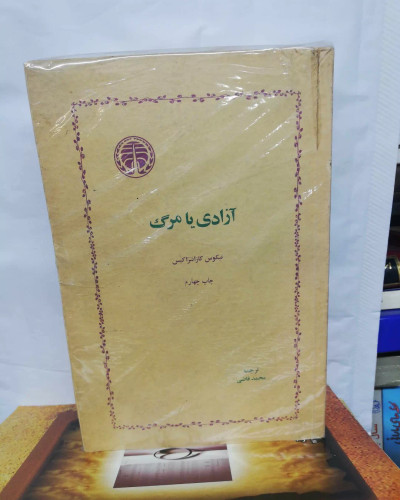 آزادی یا مرگ
نیکوس کازانتزاکیس
چاپ چهارم
ترجمه
محمد قاضی